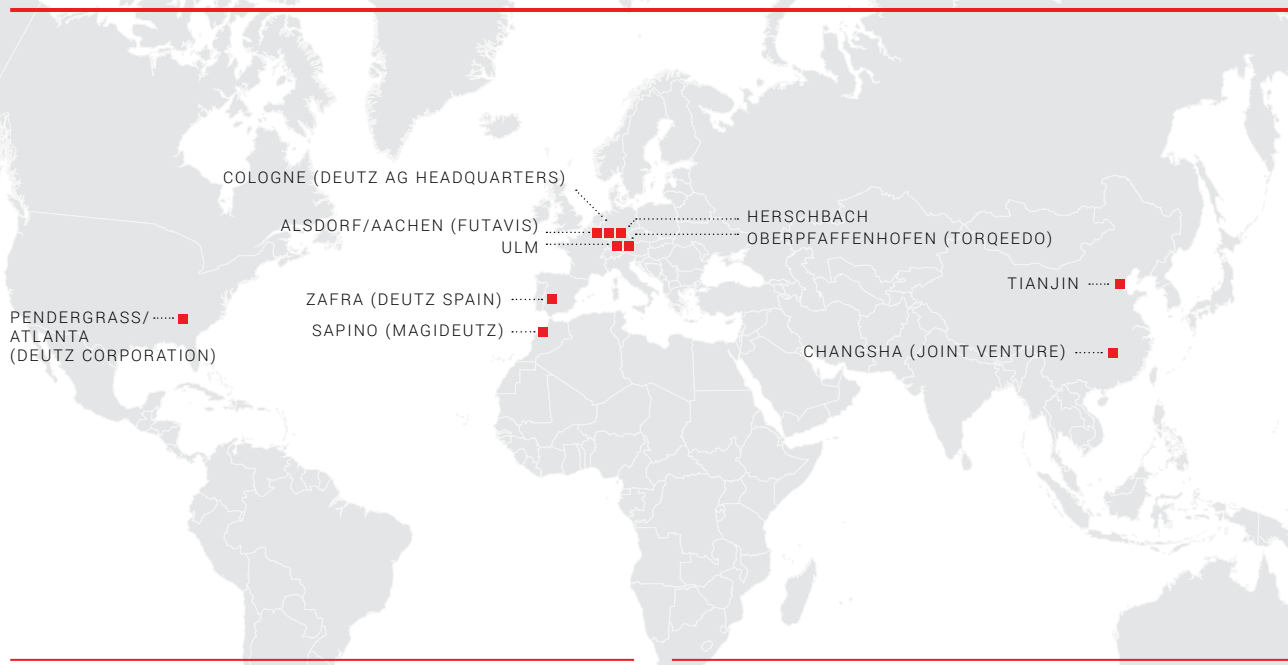 COLOGNE (DEUTZ AG HEADQUARTERS)
ALSDORF/AACHEN (FUTAVIS)
ULM
HERSCHBACH
OBERPFAFFENHOFEN (TORQEEDO)
TIANJIN
ZAFRA (DEUTZ SPAIN)
SAPINO (MAGIDEUTZ)
PENDERGRASS/
ATLANTA
(DEUTZ CORPORATION)
CHANGSHA (JOINT VENTURE)